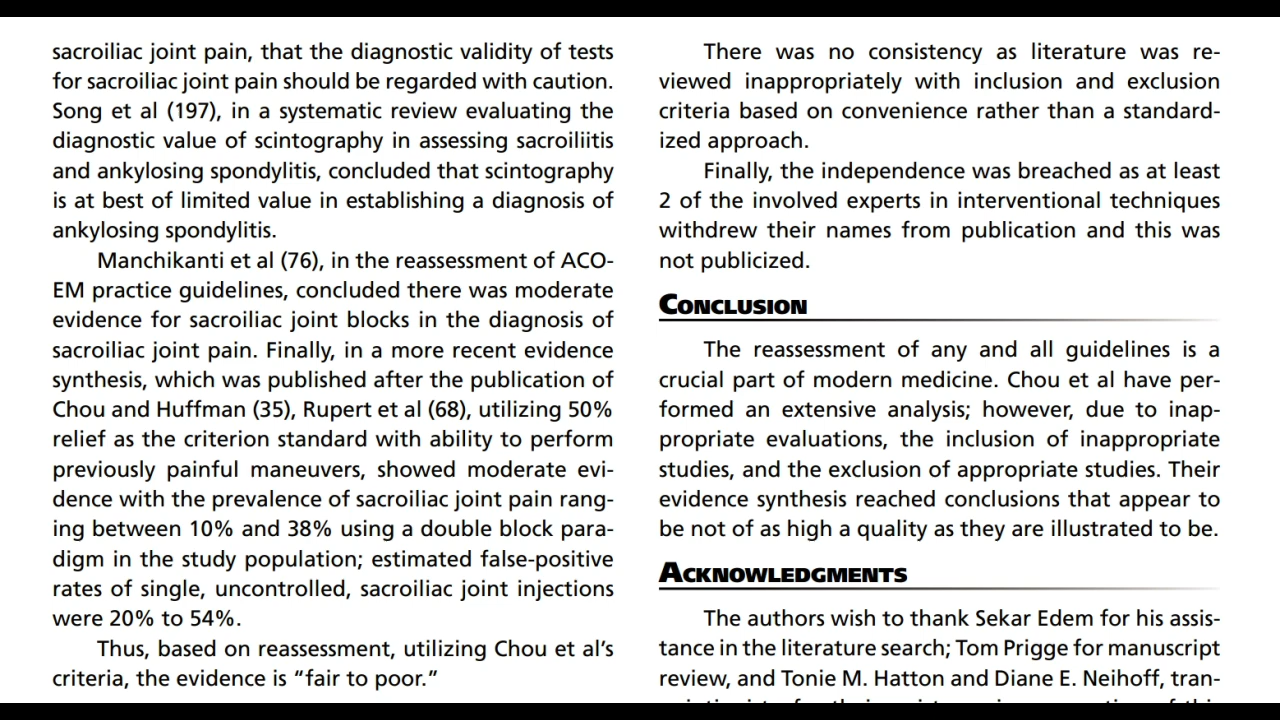 sacroiliac joint pain, that the diagnostic validity of tests
for sacroiliac joint pain should be regarded with caution.
Song et al (197), in a systematic review evaluating the
diagnostic value of scintography in assessing sacroiliitis
and ankylosing spondylitis, concluded that scintography
is at best of limited value in establishing a diagnosis of
ankylosing spondylitis.
Manchikanti et al (76), in the reassessment of ACO-
EM practice guidelines, concluded there was moderate
evidence for sacroiliac joint blocks in the diagnosis of
sacroiliac joint pain. Finally, in a more recent evidence
synthesis, which was published after the publication of
Chou and Huffman (35), Rupert et al (68), utilizing 50%
relief as the criterion standard with ability to perform
previously painful maneuvers, showed moderate evi-
dence with the prevalence of sacroiliac joint pain rang-
ing between 10% and 38% using a double block para-
digm in the study population; estimated false-positive
rates of single, uncontrolled, sacroiliac joint injections
were 20% to 54%.
Thus, based on reassessment, utilizing Chou et al’s
criteria, the evidence is “fair to poor.”
There was no consistency as literature was re-
viewed inappropriately with inclusion and exclusion
criteria based on convenience rather than a standard-
ized approach.
Finally, the independence was breached as at least
2 of the involved experts in interventional techniques
withdrew their names from publication and this was
not publicized.
CONCLUSION
The reassessment of any and all guidelines is a
crucial part of modern medicine. Chou et al have per-
formed an extensive analysis; however, due to inap-
propriate evaluations, the inclusion of inappropriate
studies, and the exclusion of appropriate studies. Their
evidence synthesis reached conclusions that appear to
be not of as high a quality as they are illustrated to be.
ACKNOWLEDGMENTS
The authors wish to thank Sekar Edem for his assis-
tance in the literature search; Tom Prigge for manuscript
review, and Tonie M. Hatton and Diane E. Neihoff, tran-